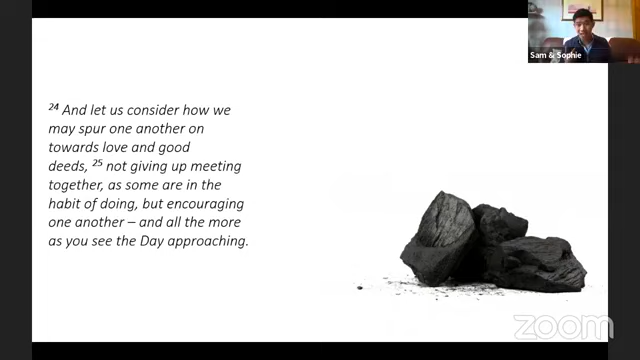 Sam & Sophie
24 And let us consider how we
may spur one another on
towards love and good
deeds, 25 not giving up meeting
together, as some are in the
habit of doing, but encouraging
one another – and all the more
as you see the Day approaching.
zoom